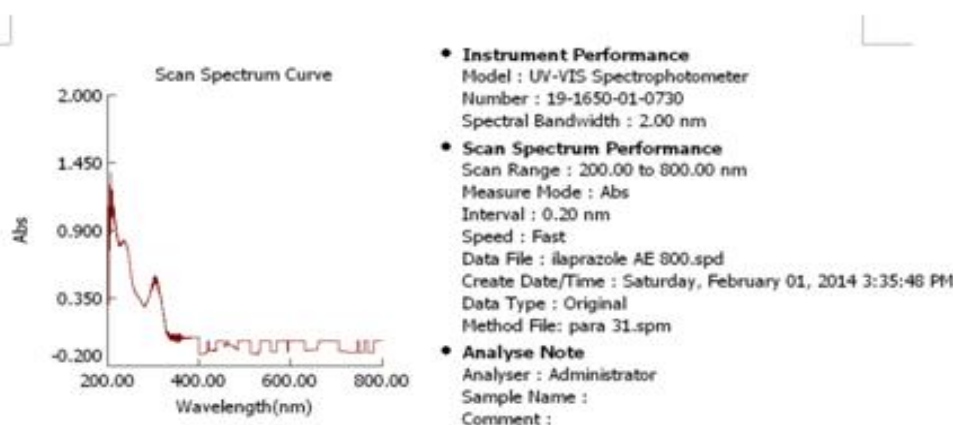 Scan Spectrum Curve
2.000
1.450
0.900
0.350
-0.200
Abs
200.00 400.00 600.00 800.00
Wavelength(nm)
• Instrument Performance
Model : UV-VIS Spectrophotometer
Number : 19-1650-01-0730
Spectral Bandwidth : 2.00 nm
• Scan Spectrum Performance
Scan Range : 200.00 to 800.00 nm
Measure Mode : Abs
Interval : 0.20 nm
Speed : Fast
Data File : ilaprazole AE 800.spd
Create Date/Time : Saturday, February 01, 2014 3:35:48 PM
Data Type : Original
Method File: para 31.spm
• Analyse Note
Analyser : Administrator
Sample Name :
Comment :